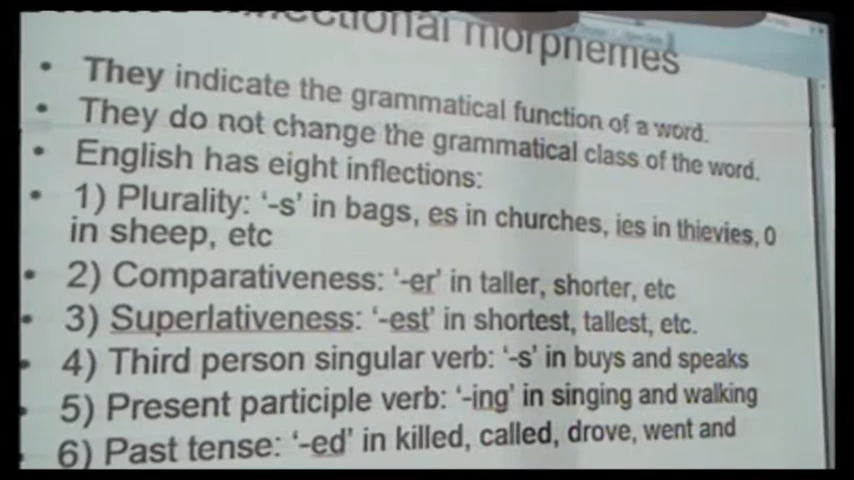 inflectional morphemes
• They indicate the grammatical function of a word.
• They do not change the grammatical class of the word.
• English has eight inflections:
• 1) Plurality: ‘-s’ in bags, es in churches, ies in thievies, 0
in sheep, etc
• 2) Comparativeness: ‘-er’ in taller, shorter, etc
• 3) Superlativeness: ‘-est’ in shortest, tallest, etc.
• 4) Third person singular verb: ‘-s’ in buys and speaks
• 5) Present participle verb: ‘-ing’ in singing and walking
• 6) Past tense: ‘-ed’ in killed, called, drove, went and